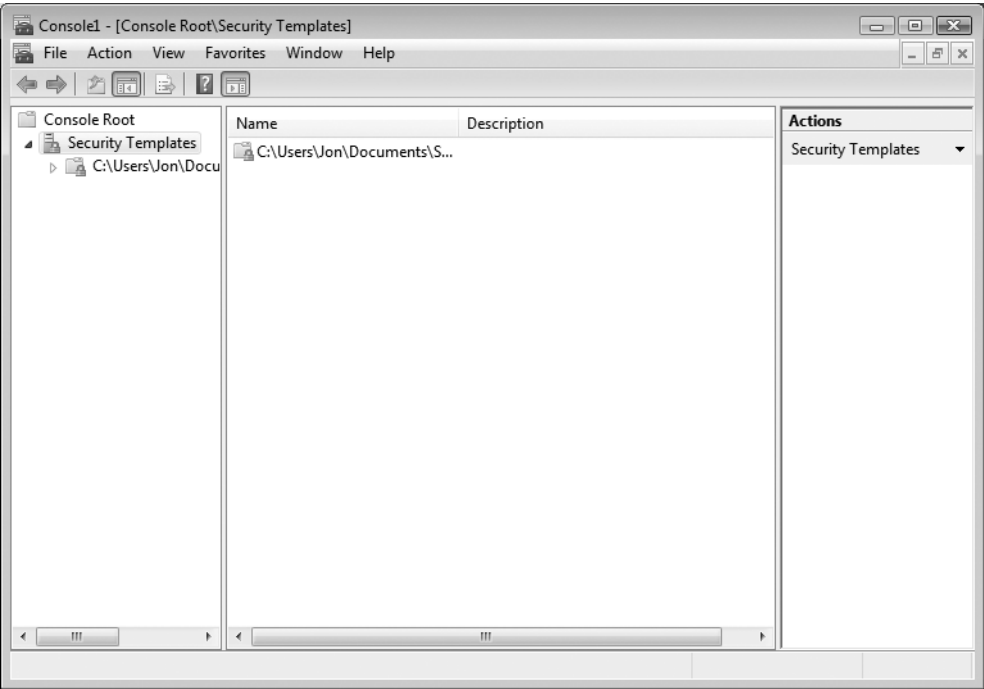 Console1 - [Console Root\Security Templates]
File Action View Favorites Window Help
Console Root
Security Templates
C:\Users\Jon\Docu
Name Description
C:\Users\Jon\Documents\S...
Actions
Security Templates